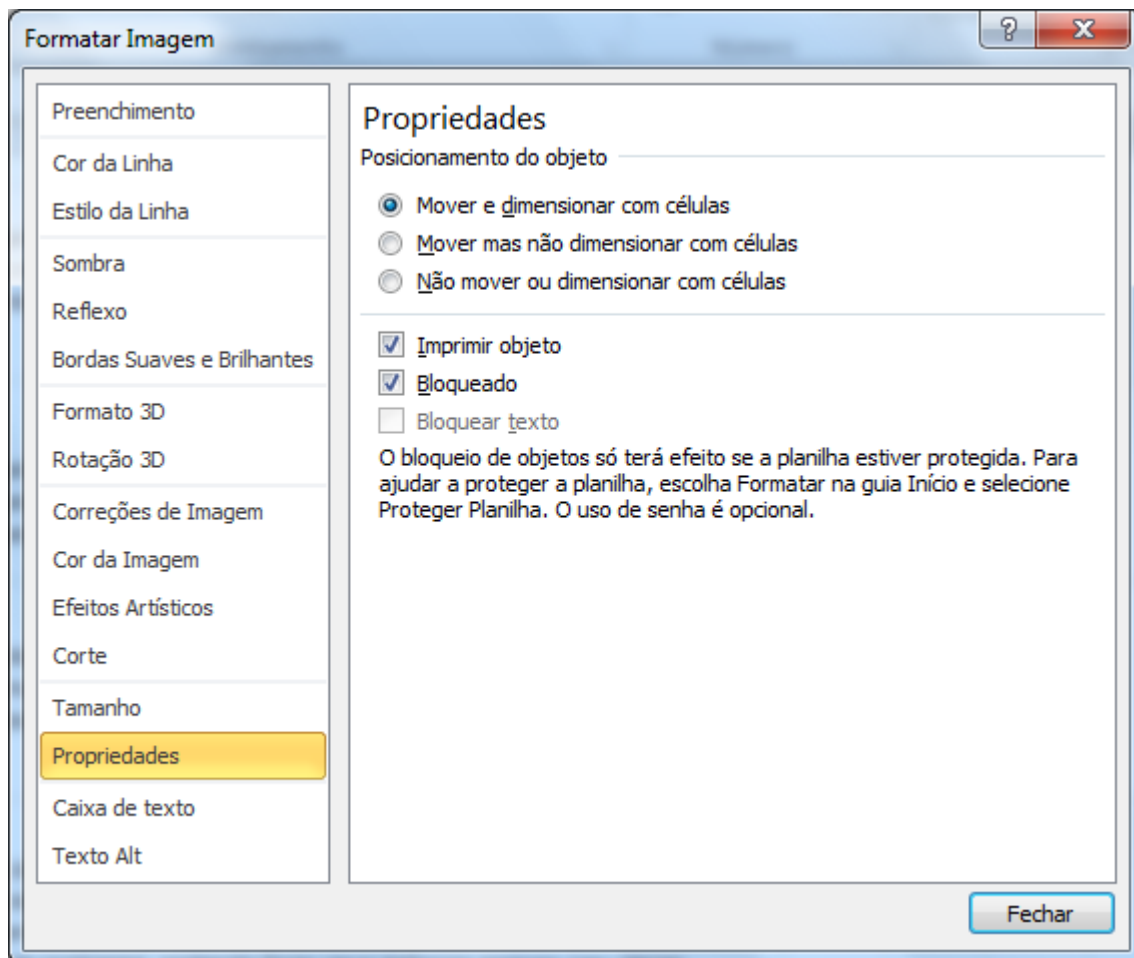 Formatar Imagem
Preenchimento
Cor da Linha
Estilo da Linha
Sombra
Reflexo
Bordas Suaves e Brilhantes
Formato 3D
Rotação 3D
Correções de Imagem
Cor da Imagem
Efeitos Artísticos
Corte
Tamanho
Propriedades
Caixa de texto
Texto Alt
Propriedades
Posicionamento do objeto
Mover e dimensionar com células
Mover mas não dimensionar com células
Não mover ou dimensionar com células
Imprimir objeto
Bloqueado
Bloquear texto
O bloqueio de objetos só terá efeito se a planilha estiver protegida. Para
ajudar a proteger a planilha, escolha Formatar na guia Início e selecione
Proteger Planilha. O uso de senha é opcional.
Fechar